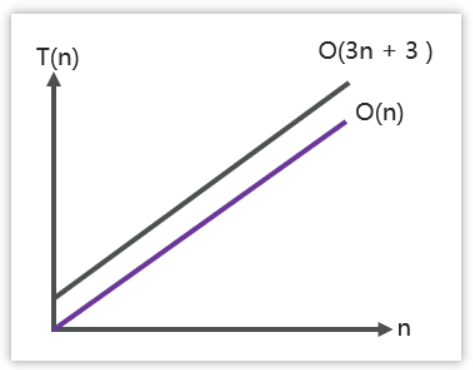 O(3n + 3 )
T(n)
O(n)
n